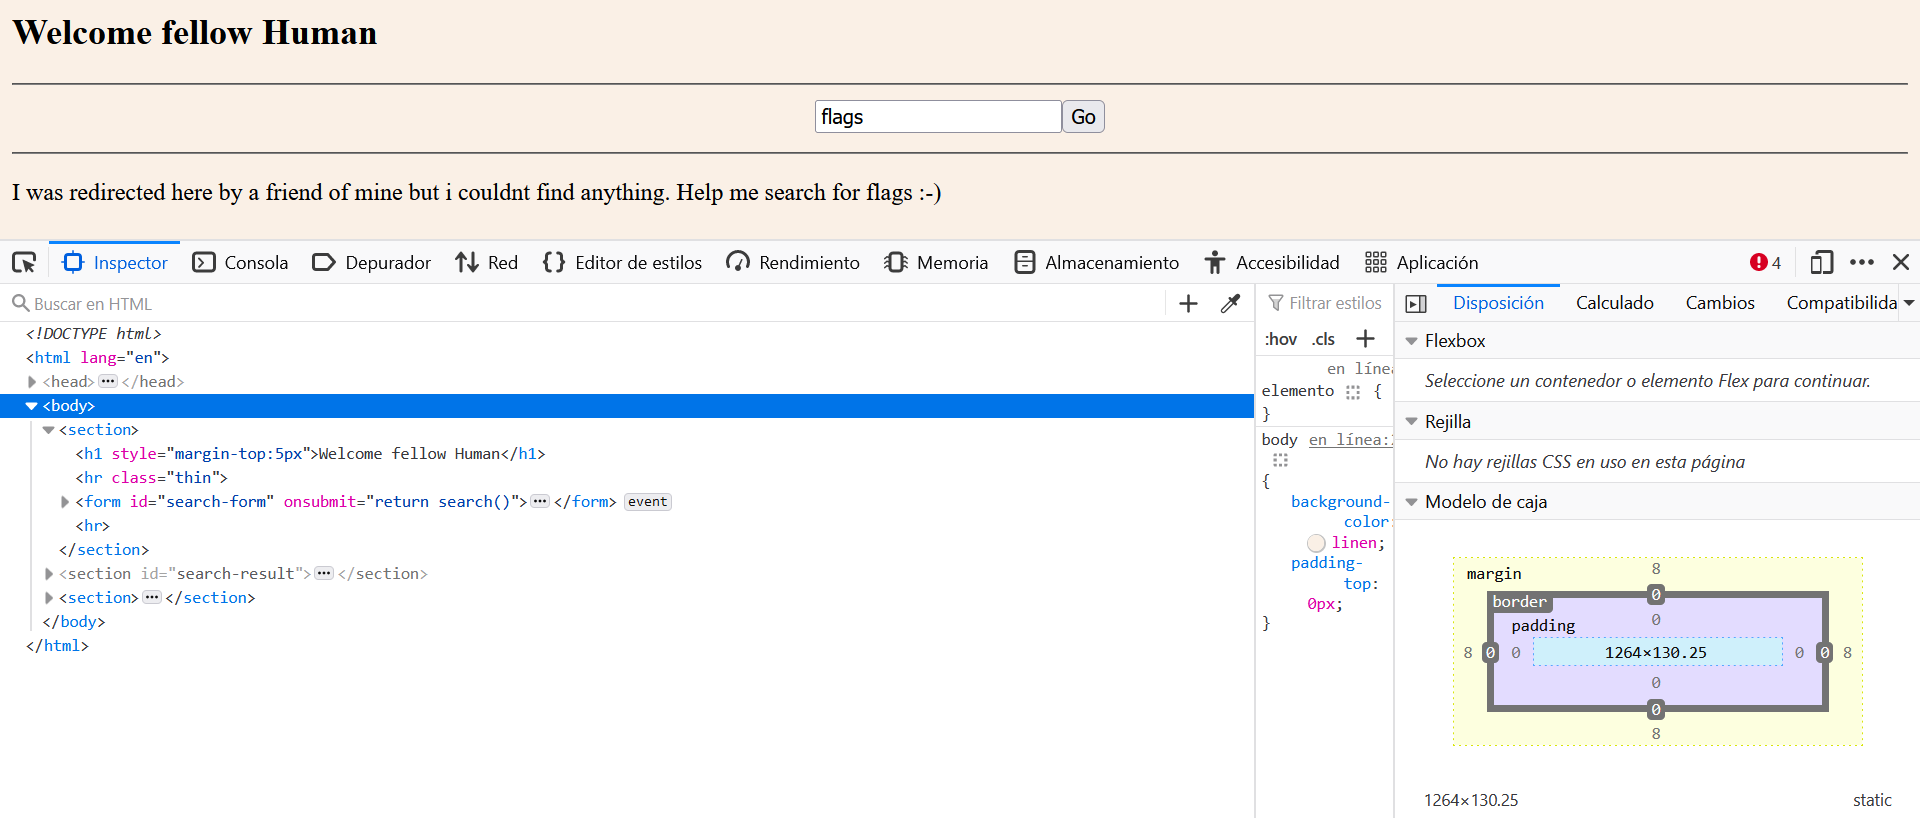 Welcome fellow Human
flags Go
I was redirected here by a friend of mine but i couldnt find anything. Help me search for flags :-)
Inspector Consola Depurador Red Editor de estilos Rendimiento Memoria Almacenamiento Accesibilidad Aplicación 4
Buscar en HTML
<!DOCTYPE html>
<html lang="en">
<head> ••• </head>
<body>
<section>
<h1 style="margin-top:5px">Welcome fellow Human</h1>
<hr class="thin">
<form id="search-form" onsubmit="return search()"> ••• </form> event
<hr>
</section>
<section id="search-result"> ••• </section>
<section> ••• </section>
</body>
</html>
Filtrar estilos
:hov .cls +
en línea
elemento {
}
body en línea:
{
background-
color:
linen;
padding-
top:
0px;
}
Disposición Calculado Cambios Compatibilida
Flexbox
Seleccione un contenedor o elemento Flex para continuar.
Rejilla
No hay rejillas CSS en uso en esta página
Modelo de caja
margin 8
border 0
padding 0
8 0 0 1264×130.25 0 0 8
0
0
8
1264×130.25 static